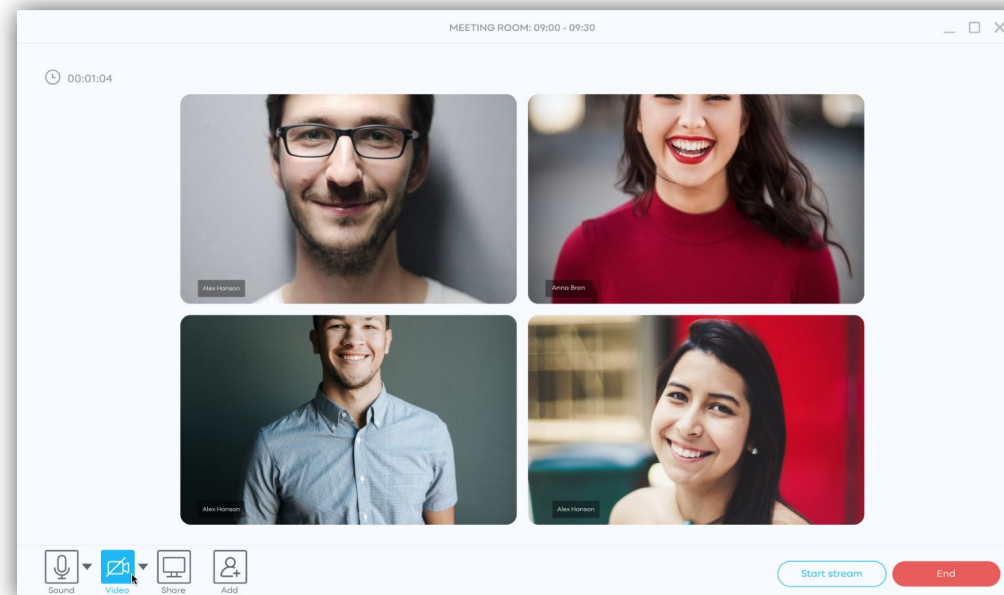 MEETING ROOM: 09:00 - 09:30
00:01:04
Alex Hanson
Anna Bran
Alex Hanson
Alex Hanson
Sound
Video
Share
Add
Start stream
End